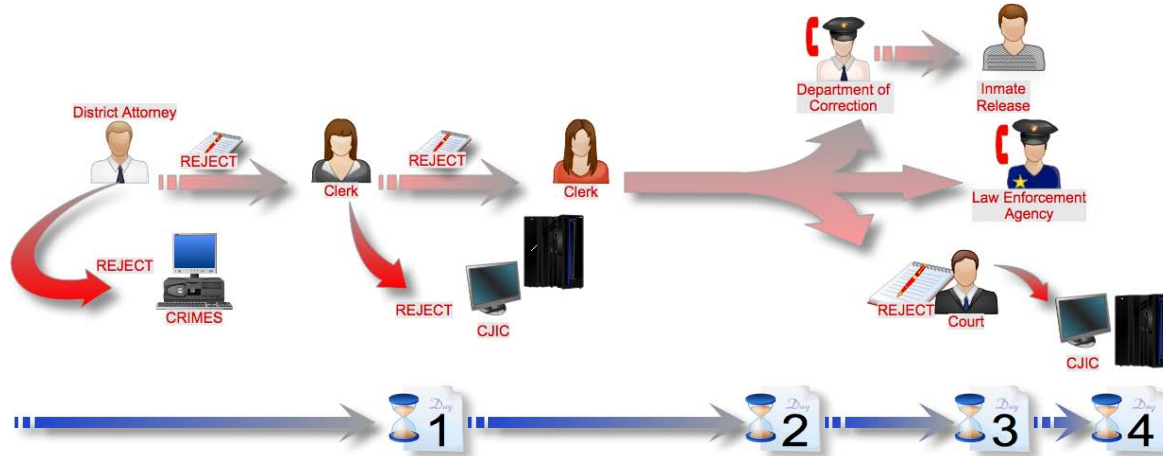 District Attorney
REJECT
REJECT
CRIMES
Clerk
REJECT
REJECT
CJIC
Clerk
Department of
Correction
Inmate
Release
Law Enforcement
Agency
REJECT
Court
CJIC
Day
1
Day
2
Day
3
Day
4